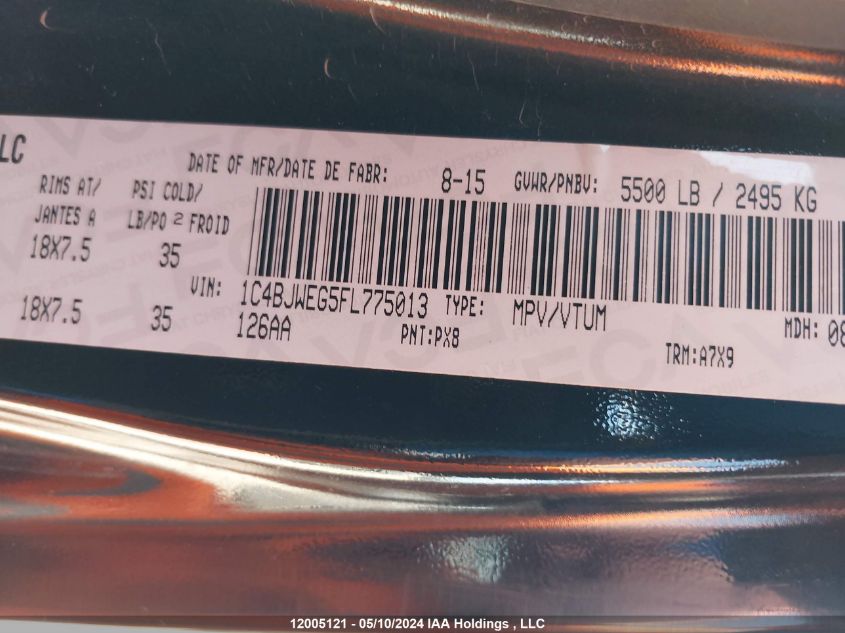 LC
DATE OF MFR/DATE DE FABR: 8-15 GVWR/PNBV: 5500 LB / 2495 KG
RIMS AT/ PSI COLD/
JANTES A LB/PO 2 FROID
18X7.5 35
VIN: 1C4BJWEG5FL775013 TYPE: MPV/VTUM MDH: 08
18X7.5 35 126AA PNT:PX8 TRM:A7X9
12005121 - 05/10/2024 IAA Holdings , LLC